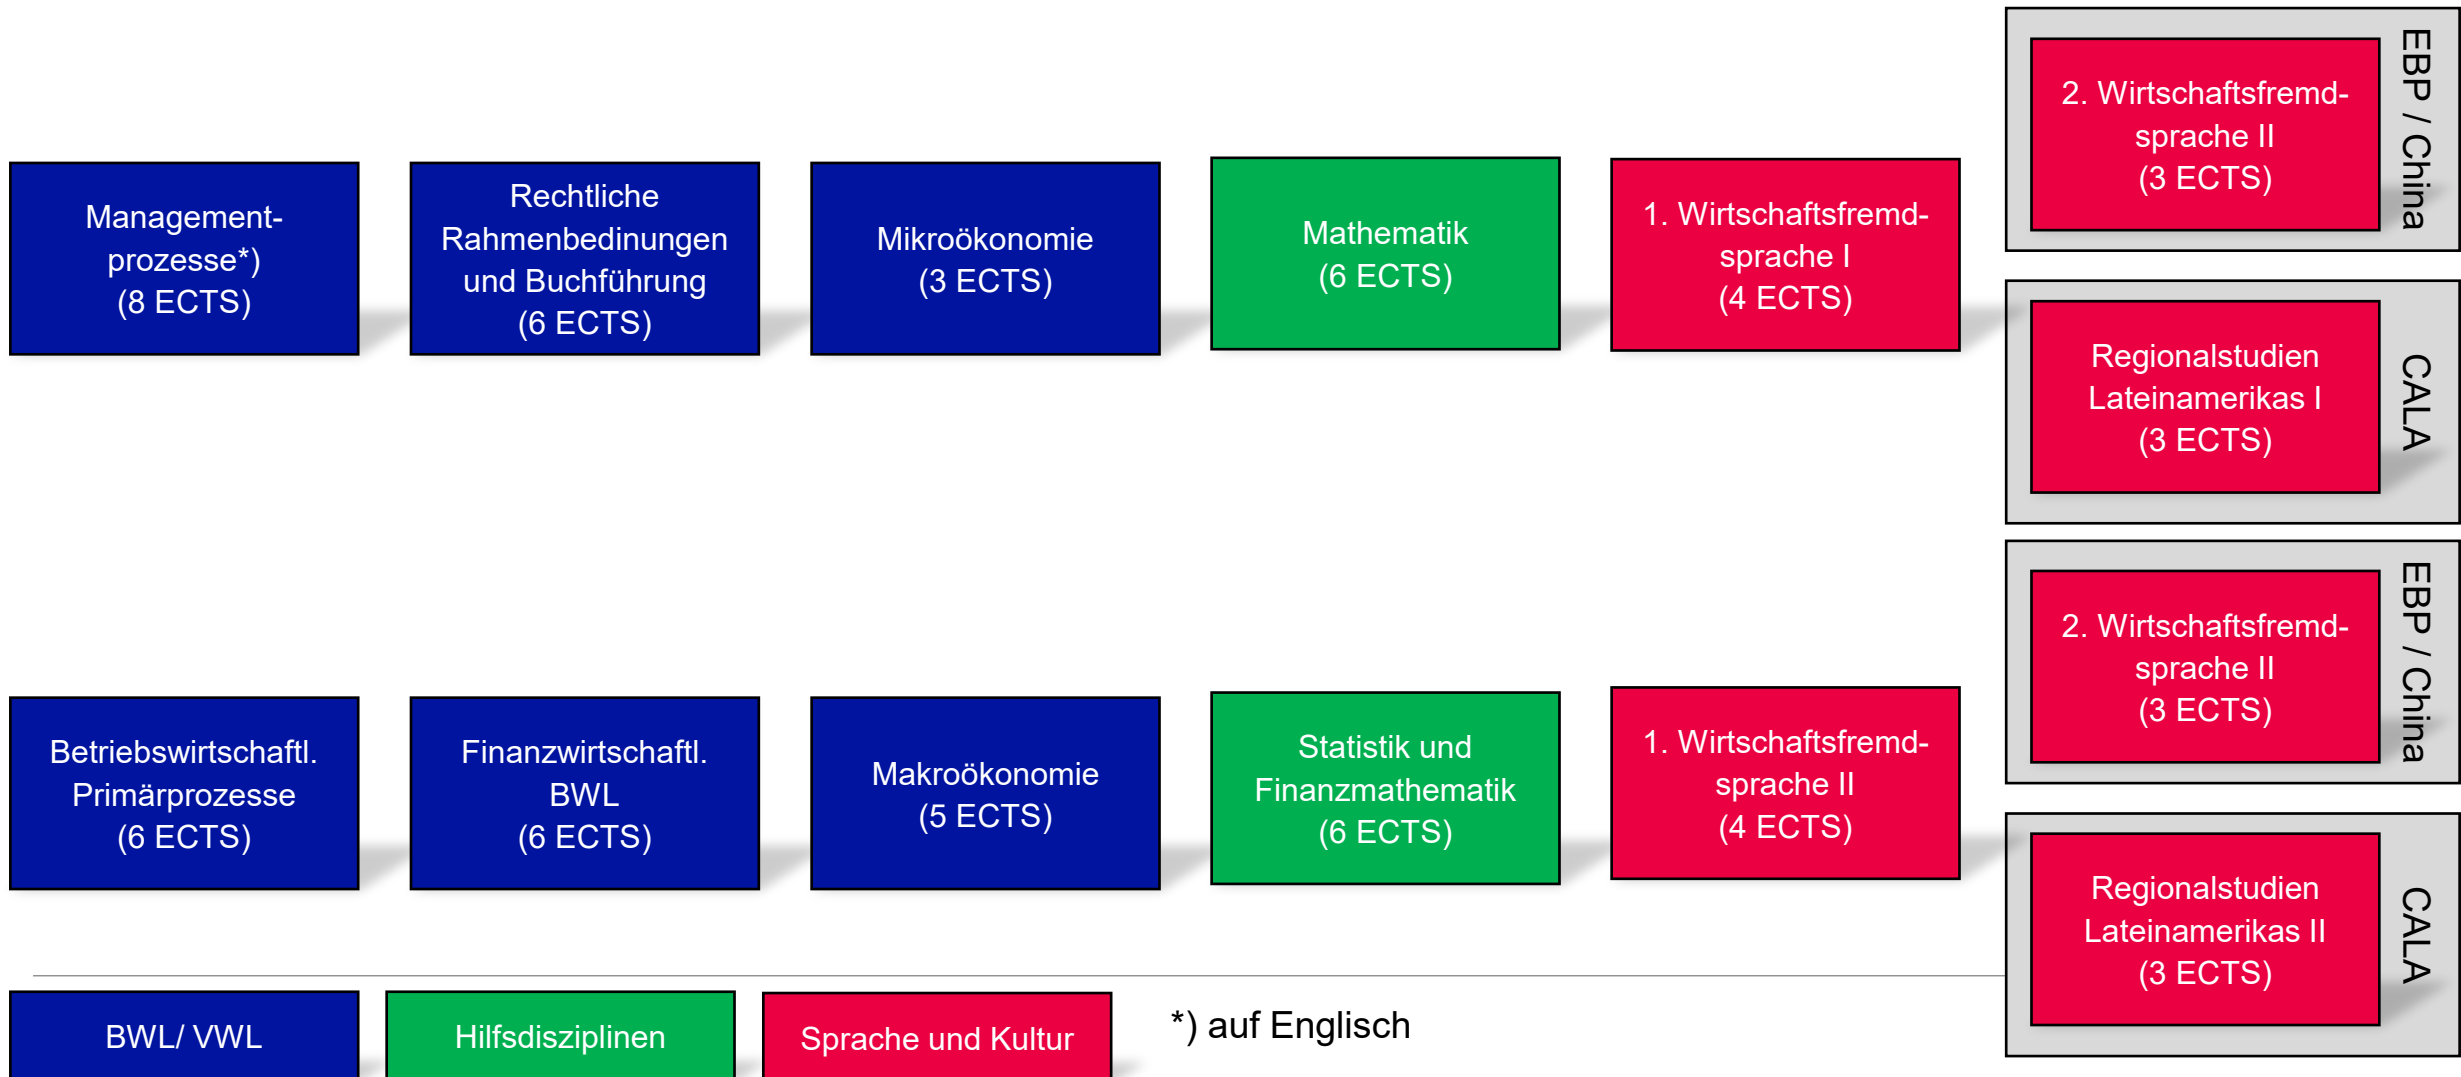 Management-
prozesse*)
(8 ECTS)
Rechtliche
Rahmenbedinungen
und Buchführung
(6 ECTS)
Mikroökonomie
(3 ECTS)
Mathematik
(6 ECTS)
1. Wirtschaftsfremd-
sprache I
(4 ECTS)
2. Wirtschaftsfremd-
sprache II
(3 ECTS)
EBP / China
Regionalstudien
Lateinamerikas I
(3 ECTS)
CALA
Betriebswirtschaftl.
Primärprozesse
(6 ECTS)
Finanzwirtschaftl.
BWL
(6 ECTS)
Makroökonomie
(5 ECTS)
Statistik und
Finanzmathematik
(6 ECTS)
1. Wirtschaftsfremd-
sprache II
(4 ECTS)
2. Wirtschaftsfremd-
sprache II
(3 ECTS)
EBP / China
Regionalstudien
Lateinamerikas II
(3 ECTS)
CALA
BWL/ VWL
Hilfsdisziplinen
Sprache und Kultur
*) auf Englisch